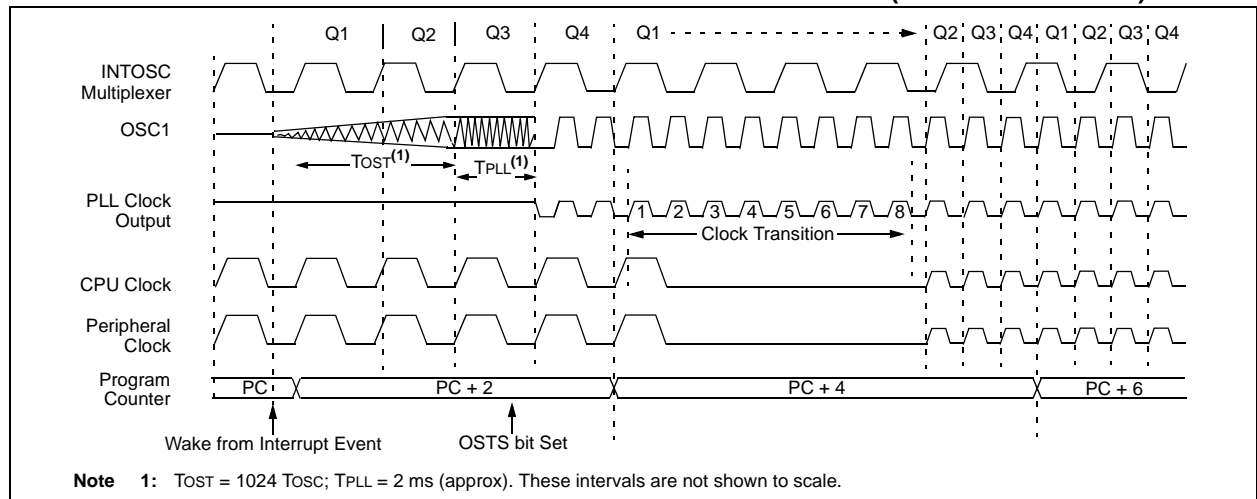 Q1 Q2 Q3 Q4 Q1 Q2 Q3 Q4 Q1 Q2 Q3 Q4
INTOSC
Multiplexer
OSC1
TOST(1)
TPLL(1)
PLL Clock
Output
1 2 3 4 5 6 7 8
Clock Transition
CPU Clock
Peripheral
Clock
Program
Counter
PC PC + 2 PC + 4 PC + 6
Wake from Interrupt Event
OSTS bit Set
Note 1: TOST = 1024 TOSC; TPLL = 2 ms (approx). These intervals are not shown to scale.